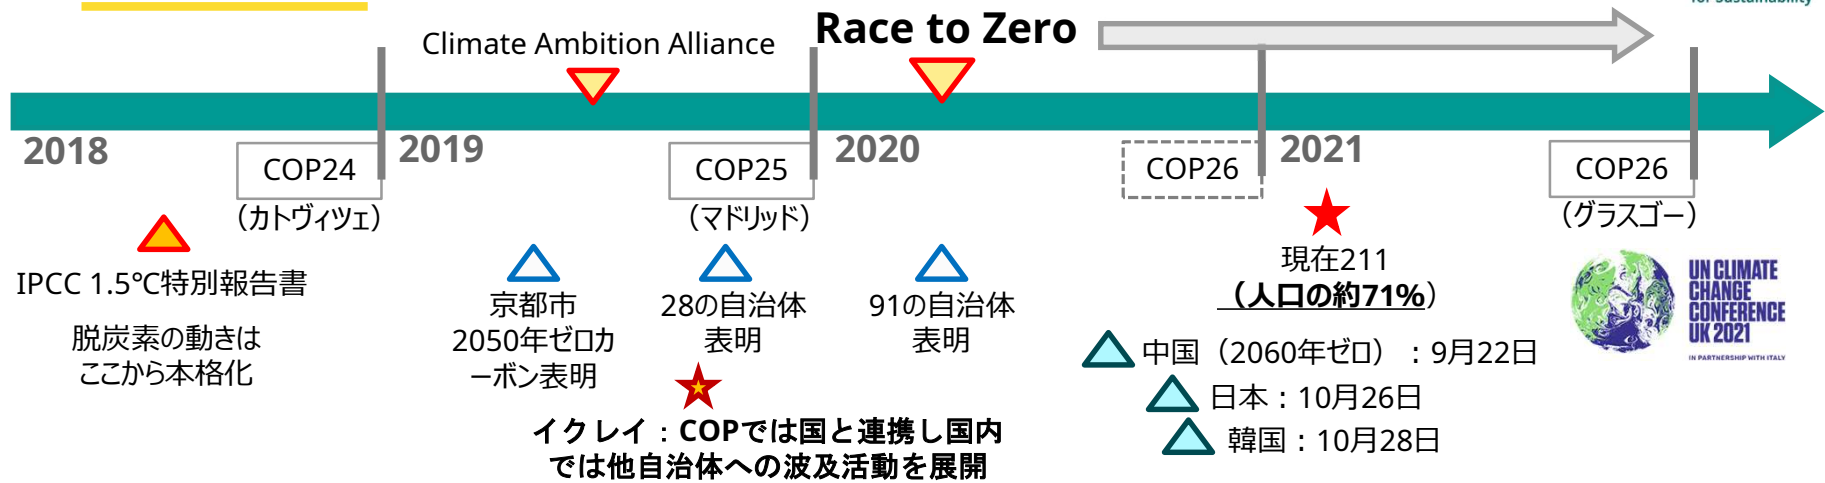 for Sustainability
Climate Ambition Alliance
Race to Zero
2018
2019
2020
2021
COP24
(カトヴィツェ)
COP25
(マドリッド)
COP26
COP26
(グラスゴー)
IPCC 1.5℃特別報告書
脱炭素の動きは
ここから本格化
京都市
2050年ゼロカ
ーボン表明
28の自治体
表明
91の自治体
表明
現在211
（人口の約71%）
イクレイ：COPでは国と連携し国内
では他自治体への波及活動を展開
中国（2060年ゼロ）：9月22日
日本：10月26日
韓国：10月28日
UN CLIMATE
CHANGE
CONFERENCE
UK 2021
IN PARTNERSHIP WITH ITALY